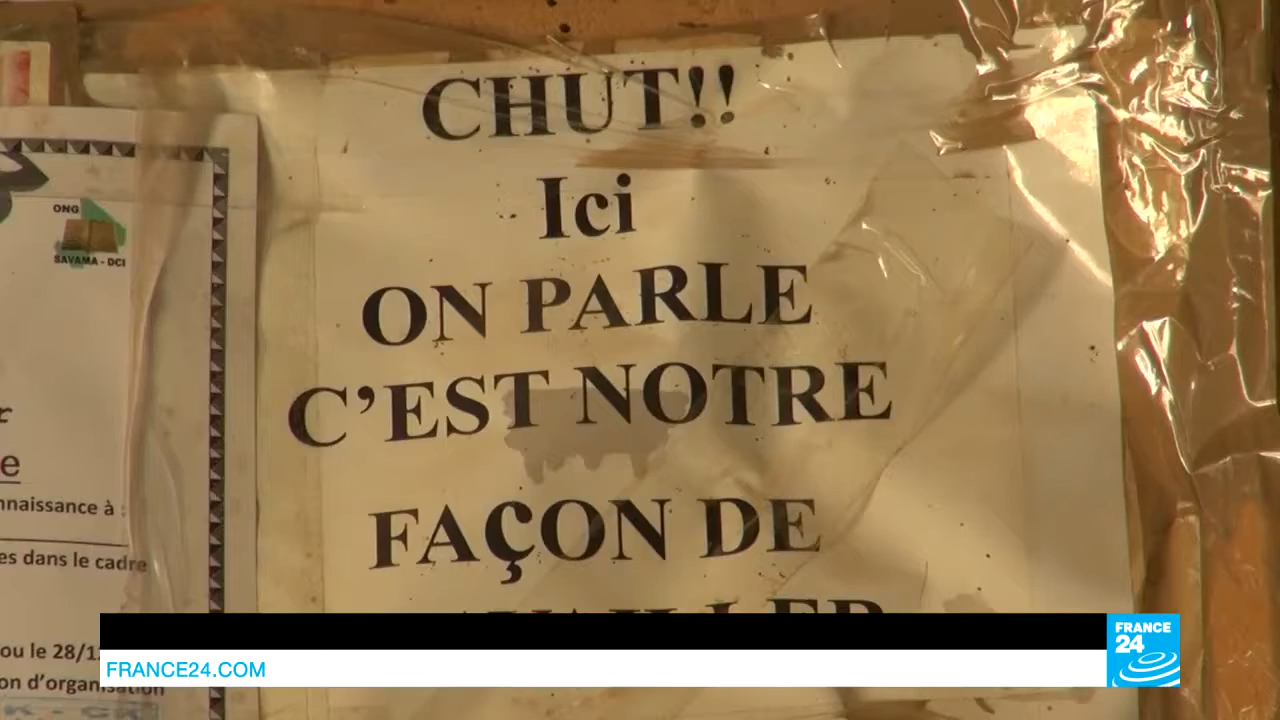 CHUT!!
Ici
ON PARLE
C'EST NOTRE
FAÇON DE
ONG
SAVAMA - DCI
nnaissance à :
es dans le cadre
ou le 28/1
on d'organisation
FRANCE24.COM
FRANCE
24